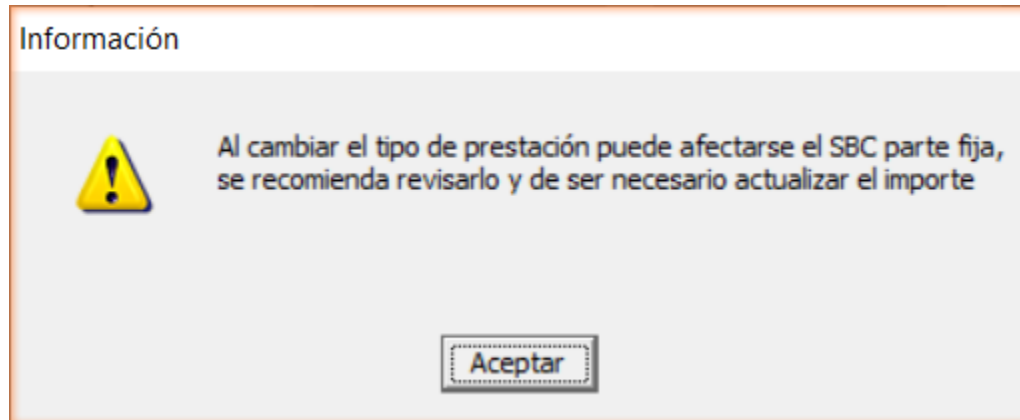 Información
Al cambiar el tipo de prestación puede afectarse el SBC parte fija,
se recomienda revisarlo y de ser necesario actualizar el importe
Aceptar